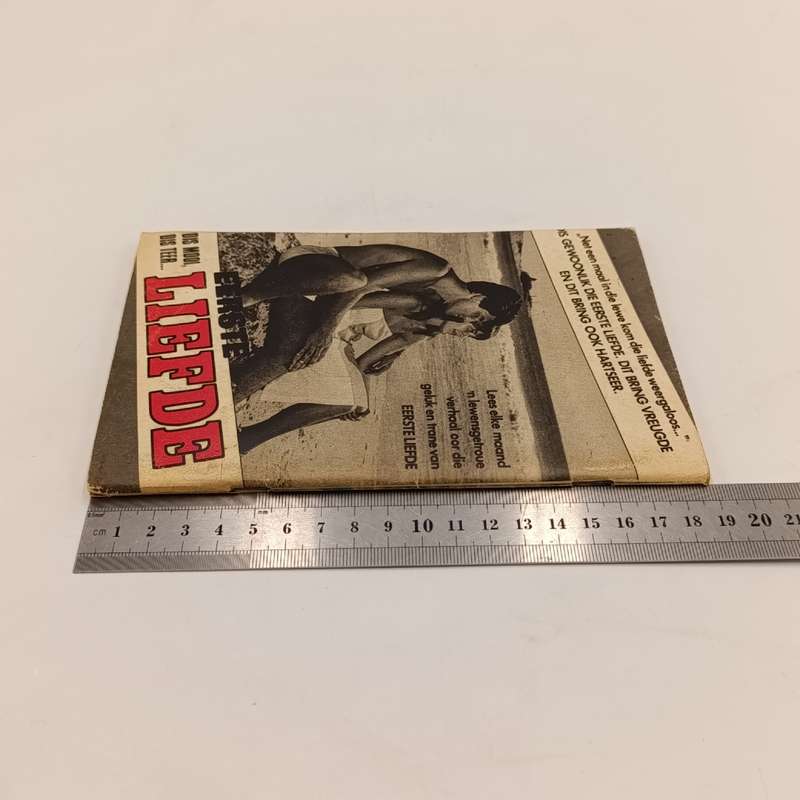 „Net een maal in die lewe kom die liefde weergaloos...
DIS GEWOONLIK DIE EERSTE LIEFDE. DIT BRING VREUGDE
EN DIT BRING OOK HARTSEER.
Lees elke maand
'n lewensgetroue
verhaal oor die
geluk en trane van
EERSTE LIEFDE
EERSTE
LIEFDE
DIS MOOI,
DIS TEER...
0.5mm mm
cm 1 2 3 4 5 6 7 8 9 10 11 12 13 14 15 16 17 18 19 20 21